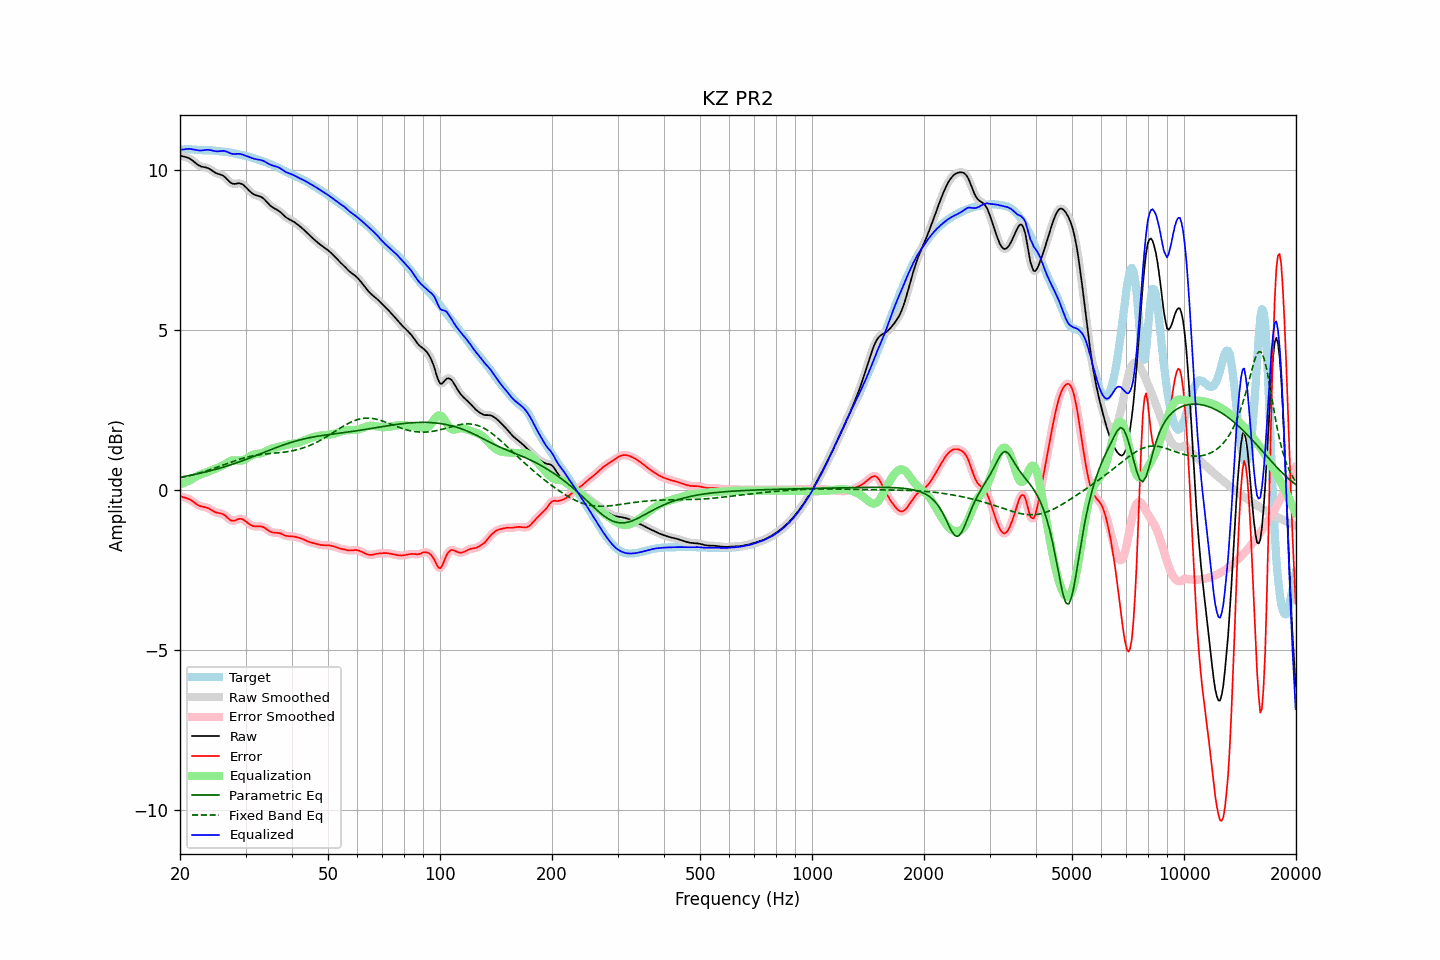 KZ PR2
Amplitude (dBr)
10
5
0
−5
−10
Target
Raw Smoothed
Error Smoothed
Raw
Error
Equalization
Parametric Eq
Fixed Band Eq
Equalized
20 50 100 200 500 1000 2000 5000 10000 20000
Frequency (Hz)